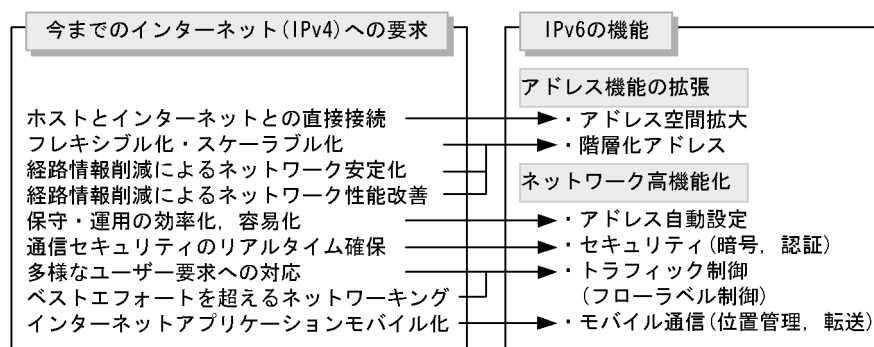 今までのインターネット(IPv4)への要求
ホストとインターネットとの直接接続
フレキシブル化・スケーラブル化
経路情報削減によるネットワーク安定化
経路情報削減によるネットワーク性能改善
保守・運用の効率化，容易化
通信セキュリティのリアルタイム確保
多様なユーザー要求への対応
ベストエフォートを超えるネットワーキング
インターネットアプリケーションモバイル化
IPv6の機能
アドレス機能の拡張
・アドレス空間拡大
・階層化アドレス
ネットワーク高機能化
・アドレス自動設定
・セキュリティ(暗号，認証)
・トラフィック制御
(フローラベル制御)
・モバイル通信(位置管理，転送)